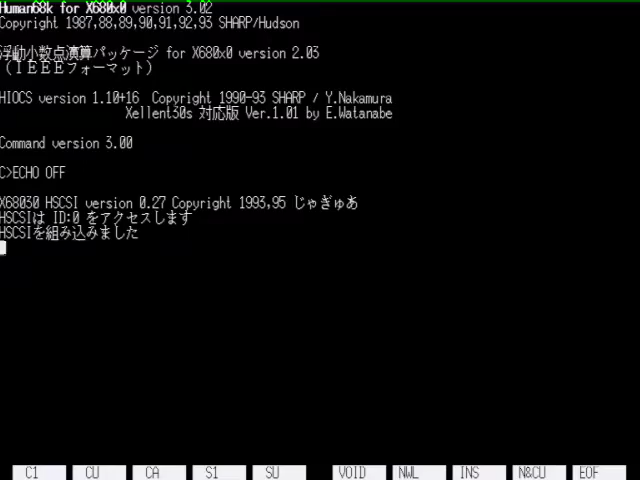 Human68k for X680x0 version 3.02
Copyright 1987,88,89,90,91,92,93 SHARP/Hudson
浮動小数点演算パッケージ for X680x0 version 2.03
（ＩＥＥＥフォーマット）
HIOCS version 1.10+16  Copyright 1990-93 SHARP / Y.Nakamura
Xellent30s 対応版 Ver.1.01 by E.Watanabe
Command version 3.00
C>ECHO OFF
X68030 HSCSI version 0.27 Copyright 1993,95 じゃぎゅあ
HSCSIは ID:0 をアクセスします
HSCSIを組み込みました
C1 CU CA S1 SU VOID NWL INS N&CU EOF